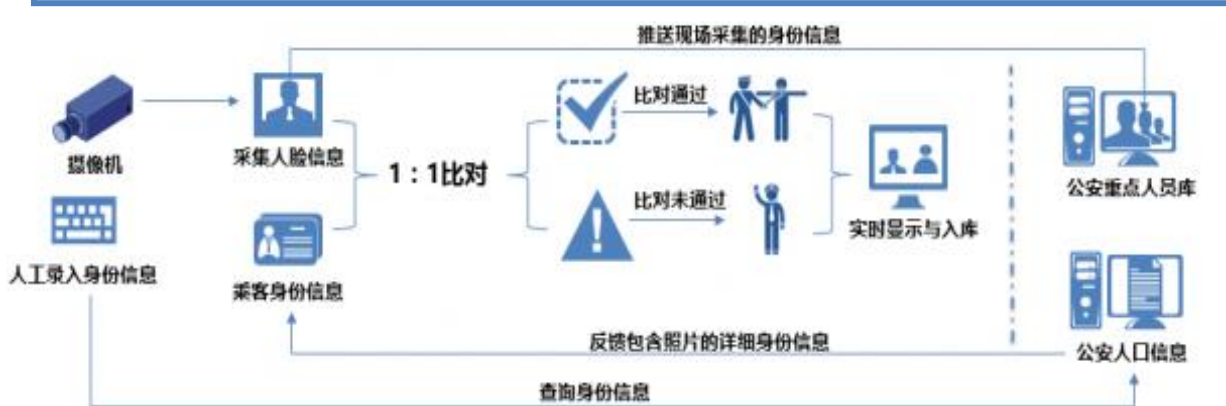 推送现场采集的身份信息
摄像机
采集人脸信息
1：1比对
比对通过
比对未通过
实时显示与入库
公安重点人员库
人工录入身份信息
乘客身份信息
反馈包含照片的详细身份信息
公安人口信息
查询身份信息